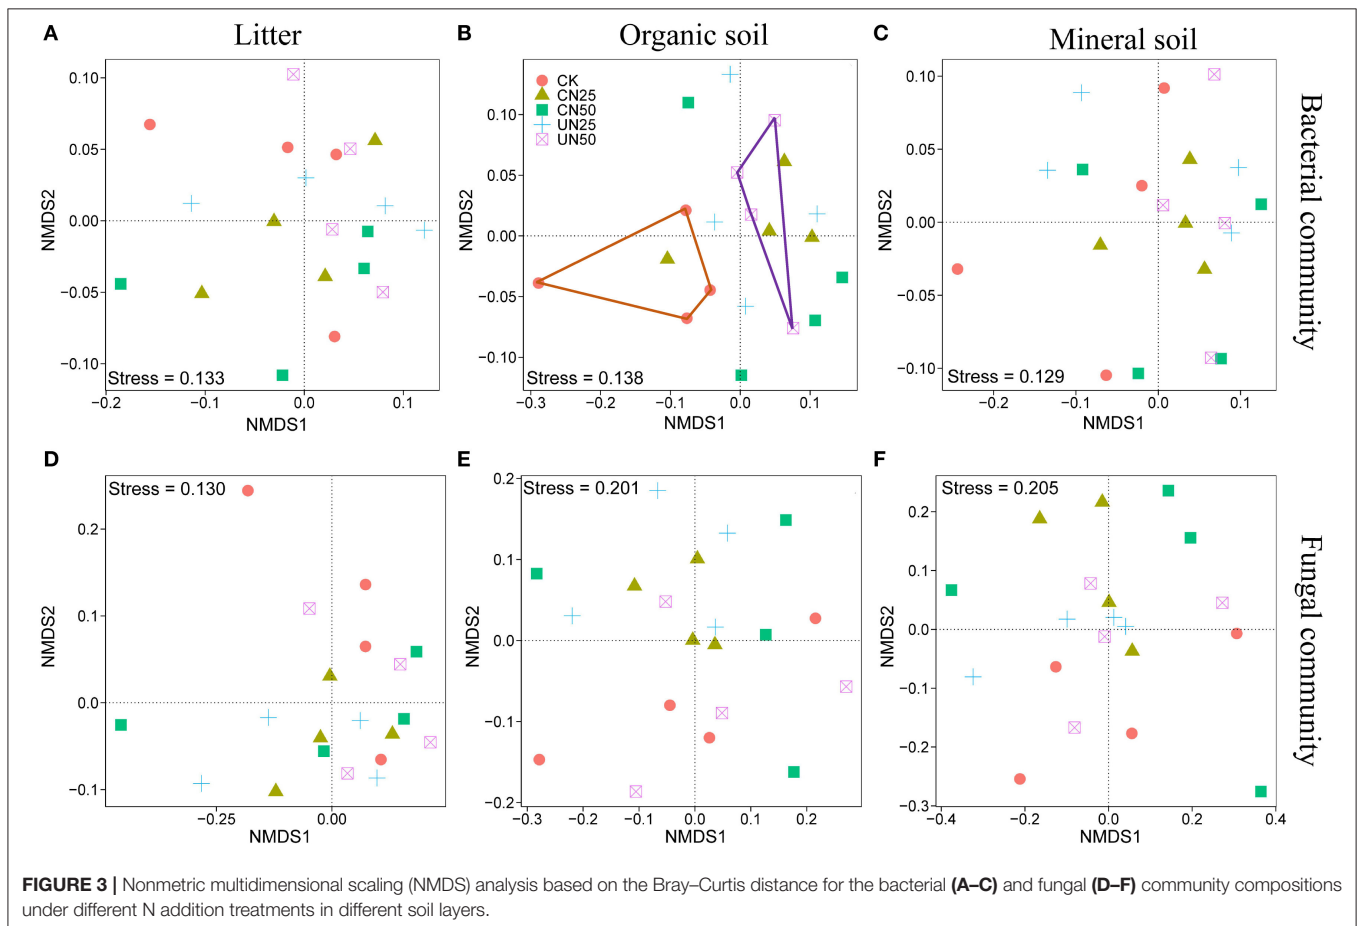 A Litter
B Organic soil
C Mineral soil
Bacterial community
NMDS2
0.10
0.05
0.00
−0.05
−0.10
Stress = 0.133
−0.2 −0.1 0.0 0.1
NMDS1
CK
CN25
CN50
UN25
UN50
NMDS2
0.10
0.05
0.00
−0.05
−0.10
Stress = 0.138
−0.3 −0.2 −0.1 0.0 0.1
NMDS1
NMDS2
0.10
0.05
0.00
−0.05
−0.10
Stress = 0.129
−0.2 −0.1 0.0 0.1
NMDS1
D
Stress = 0.130
NMDS2
0.2
0.1
0.0
−0.1
−0.25 0.00
NMDS1
E
Stress = 0.201
NMDS2
0.2
0.1
0.0
−0.1
−0.2
−0.3 −0.2 −0.1 0.0 0.1 0.2
NMDS1
F
Stress = 0.205
NMDS2
0.2
0.1
0.0
−0.1
−0.2
−0.3
−0.4 −0.2 0.0 0.2 0.4
NMDS1
Fungal community
FIGURE 3 | Nonmetric multidimensional scaling (NMDS) analysis based on the Bray–Curtis distance for the bacterial (A–C) and fungal (D–F) community compositions
under different N addition treatments in different soil layers.